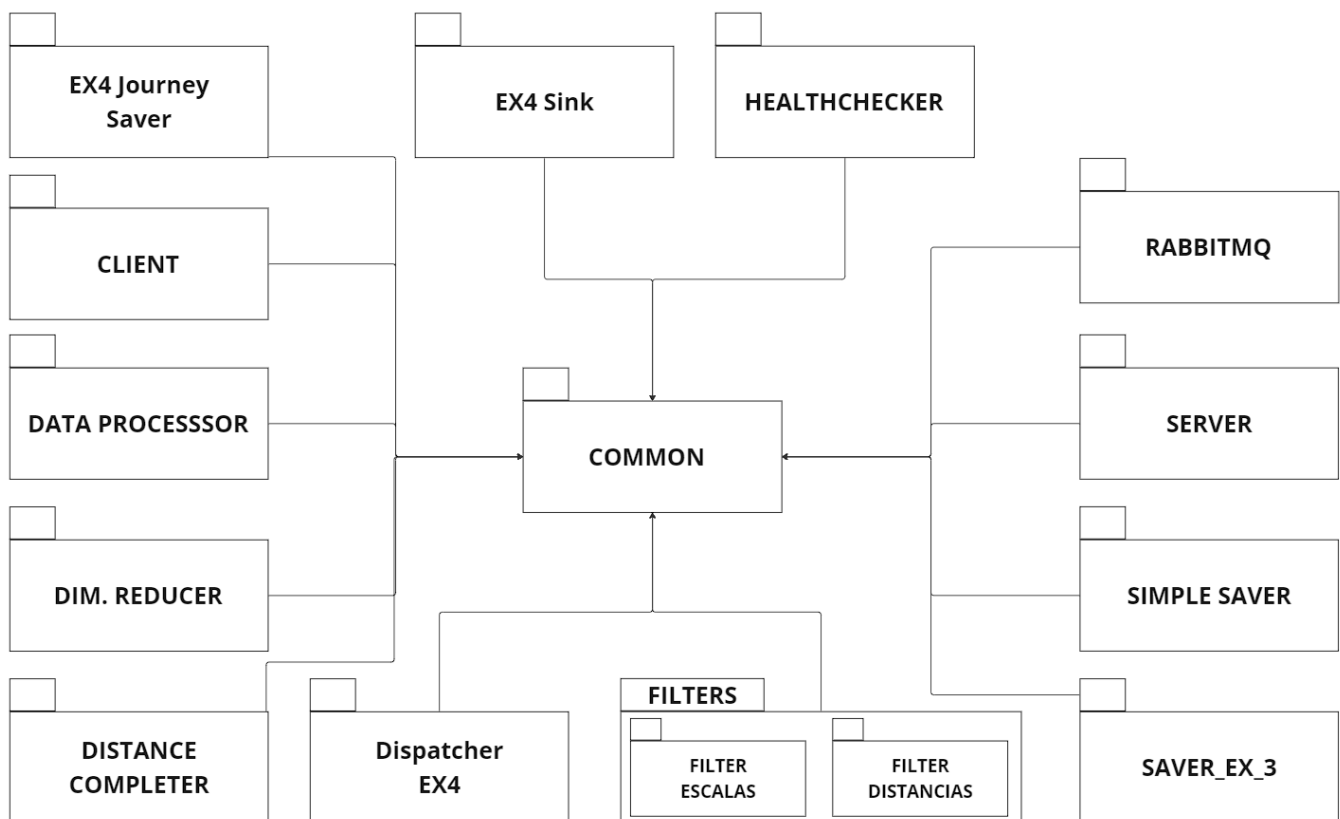 EX4 Journey
Saver
EX4 Sink
HEALTHCHECKER
CLIENT
RABBITMQ
DATA PROCESSSOR
COMMON
SERVER
DIM. REDUCER
SIMPLE SAVER
DISTANCE
COMPLETER
Dispatcher
EX4
FILTERS
FILTER
ESCALAS
FILTER
DISTANCIAS
SAVER_EX_3